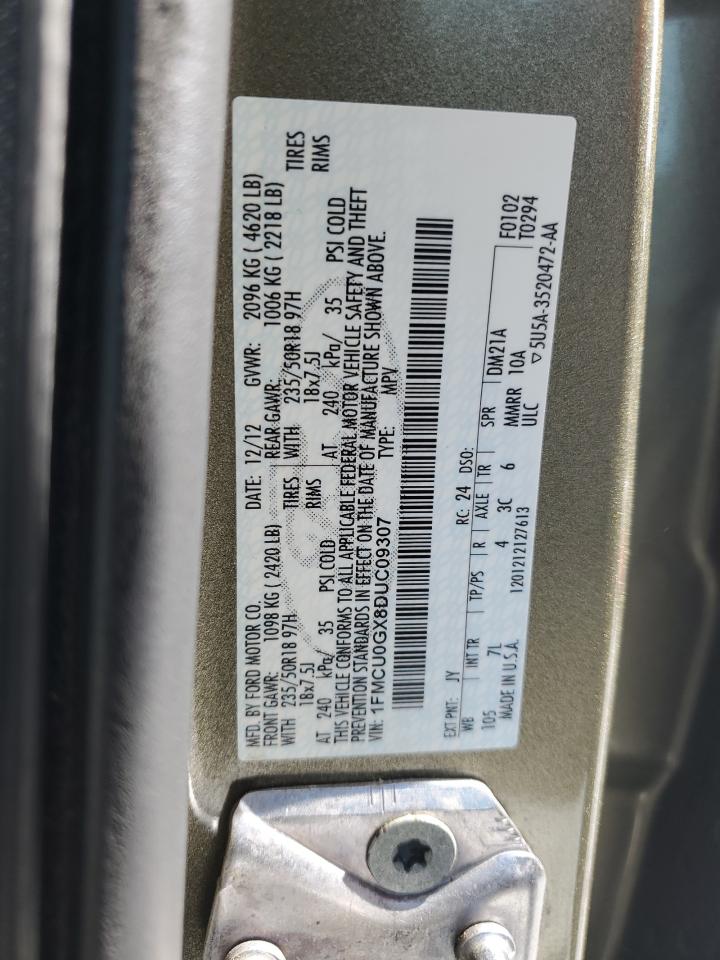 MFD. BY FORD MOTOR CO. DATE: 12/12 GVWR: 2096 KG ( 4620 LB)
FRONT GAWR: 1098 KG ( 2420 LB) REAR GAWR: 1006 KG ( 2218 LB)
WITH 235/50R18 97H TIRES WITH 235/50R18 97H TIRES
18x7.5J RIMS 18x7.5J RIMS
AT 240 kPa/ 35 PSI COLD AT 240 kPa/ 35 PSI COLD
THIS VEHICLE CONFORMS TO ALL APPLICABLE FEDERAL MOTOR VEHICLE SAFETY AND THEFT
PREVENTION STANDARDS IN EFFECT ON THE DATE OF MANUFACTURE SHOWN ABOVE.
VIN: 1FMCU0GX8DUC09307 TYPE: MPV
EXT PNT: JY RC: 24 DSO:
WB INT TR TP/PS R AXLE TR SPR DM21A F0102
105 7L 4 3C 6 MMRR 10A T0294
MADE IN U.S.A. 1201212127613 ULC ▽5U5A-3520472-AA